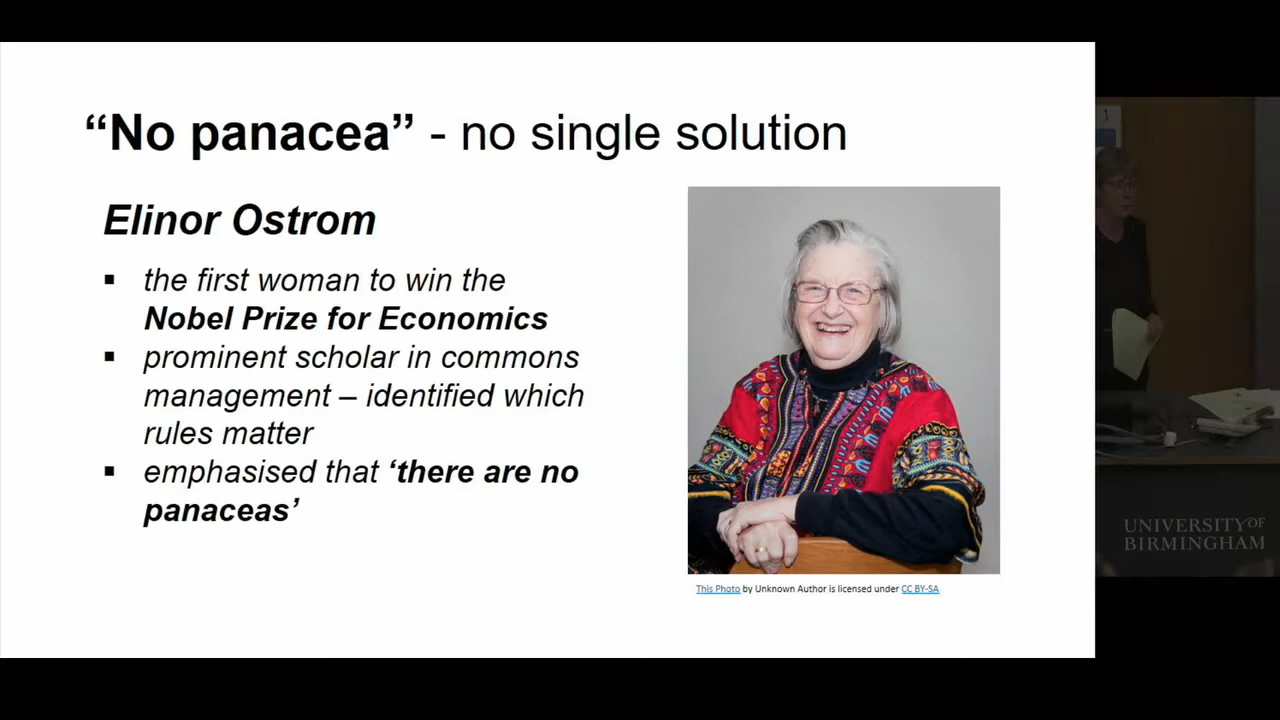 “No panacea” - no single solution
Elinor Ostrom
▪ the first woman to win the
Nobel Prize for Economics
▪ prominent scholar in commons
management – identified which
rules matter
▪ emphasised that ‘there are no
panaceas’
This Photo by Unknown Author is licensed under CC BY-SA
UNIVERSITY OF
BIRMINGHAM